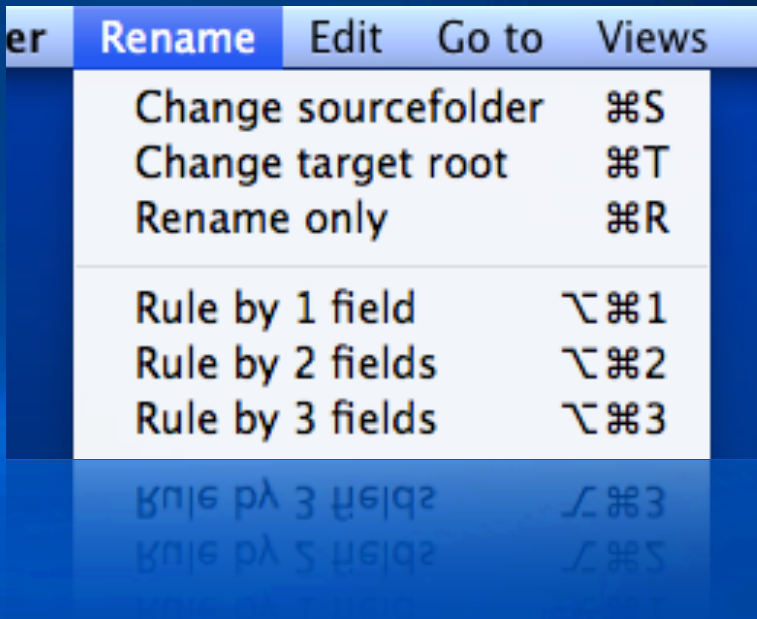 er Rename Edit Go to Views
Change sourcefolder ⌘S
Change target root ⌘T
Rename only ⌘R
Rule by 1 field ⌥⌘1
Rule by 2 fields ⌥⌘2
Rule by 3 fields ⌥⌘3